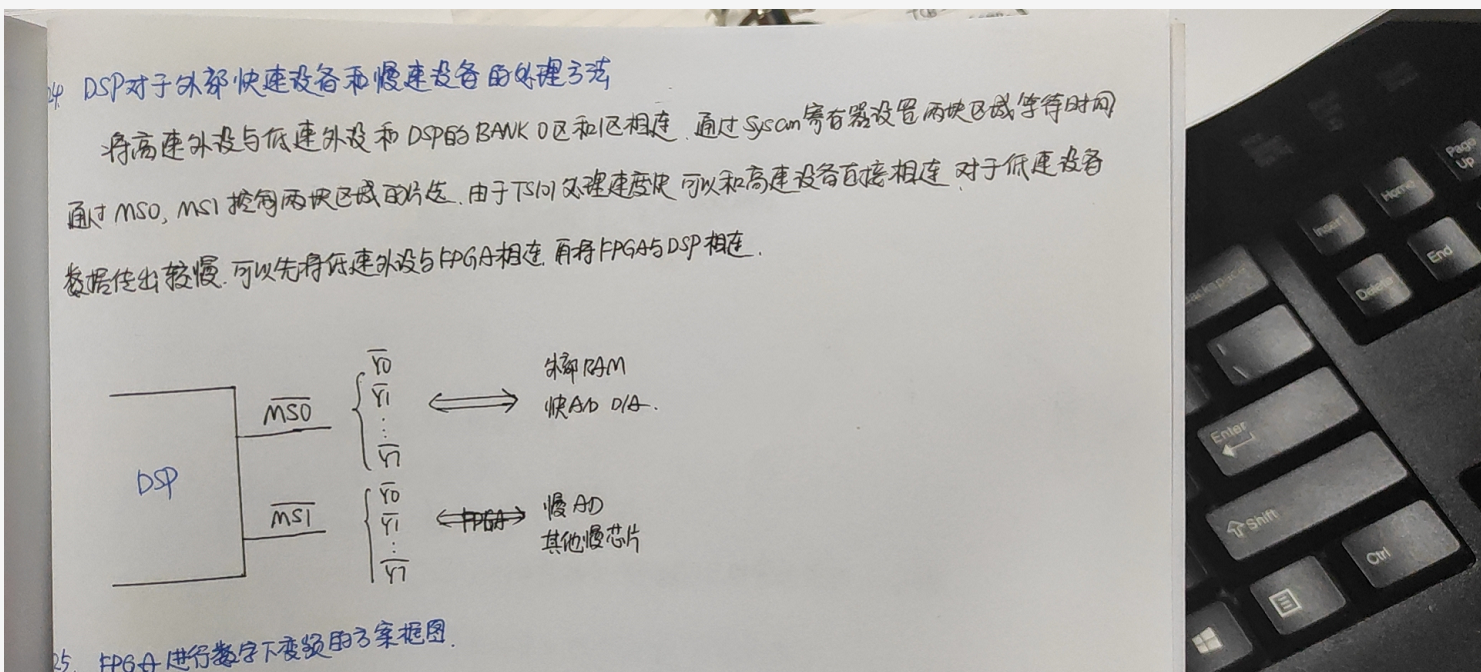 24. DSP对于外部快速设备和慢速设备的处理方法
将高速外设与低速外设和DSP的BANK 0区和1区相连.通过Syscon寄存器设置两块区域等待时间
通过MS0, MS1控制两块区域的片选.由于TS101处理速度快 可以和高速设备直接相连.对于低速设备
数据传出较慢.可以先将低速外设与FPGA相连.再将FPGA与DSP相连.
DSP
MS0
Y0
Y1
⋮
Y7
外部RAM
快AD D/A.
MS1
Y0
Y1
⋮
Y7
FPGA
慢AD
其他慢芯片
25. FPGA进行数字下变频的方案框图.
Page Up
Home
Insert
End
Delete
Backspace
Enter
Shift
Ctrl